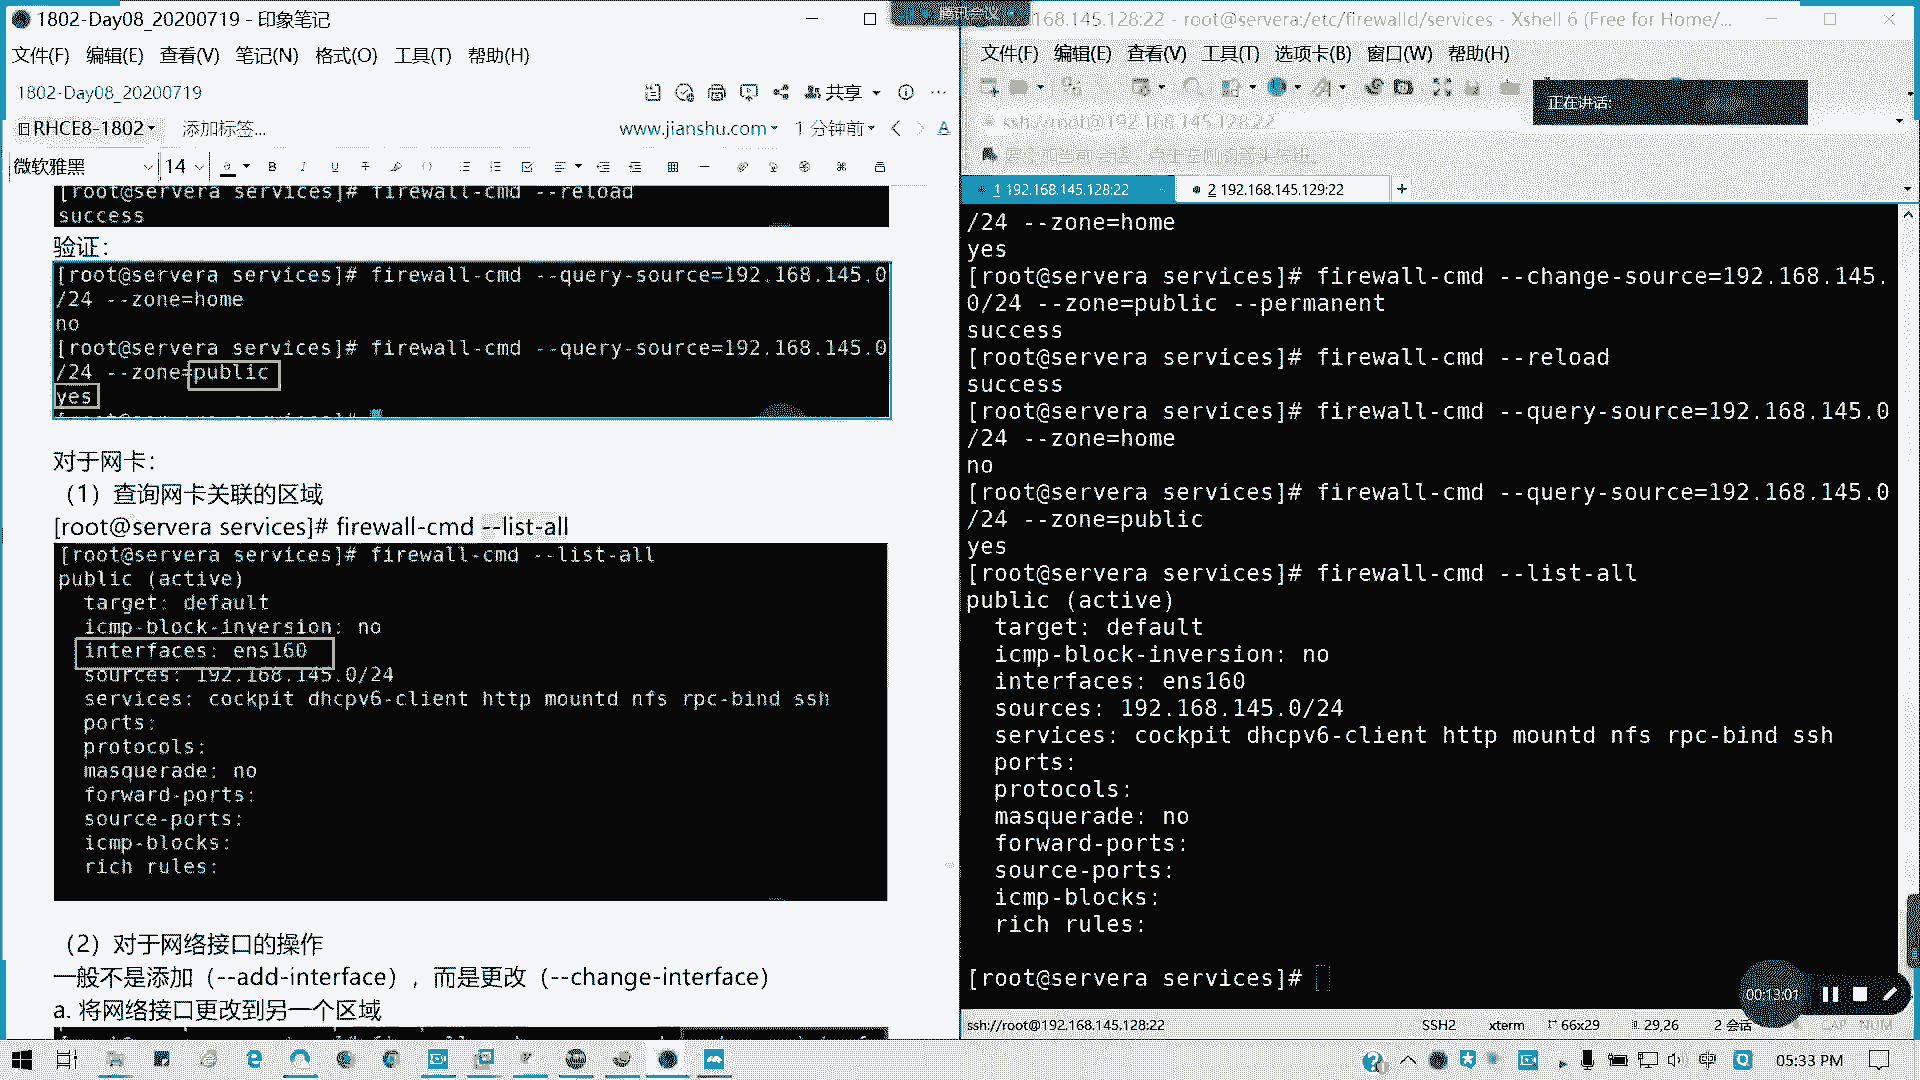 1802-Day08_20200719 - 印象笔记
文件(F) 编辑(E) 查看(V) 笔记(N) 格式(O) 工具(T) 帮助(H)
1802-Day08_20200719
共享
RHCE8-1802
添加标签...
www.jianshu.com
1 分钟前
微软雅黑
14
[root@servera services]# firewall-cmd --reload
success
验证：
[root@servera services]# firewall-cmd --query-source=192.168.145.0
/24 --zone=home
no
[root@servera services]# firewall-cmd --query-source=192.168.145.0
/24 --zone=public
yes
对于网卡：
（1）查询网卡关联的区域
[root@servera services]# firewall-cmd --list-all
[root@servera services]# firewall-cmd --list-all
public (active)
target: default
icmp-block-inversion: no
interfaces: ens160
sources: 192.168.145.0/24
services: cockpit dhcpv6-client http mountd nfs rpc-bind ssh
ports:
protocols:
masquerade: no
forward-ports:
source-ports:
icmp-blocks:
rich rules:
（2）对于网络接口的操作
一般不是添加（--add-interface），而是更改（--change-interface）
a. 将网络接口更改到另一个区域
腾讯会议
168.145.128:22 - root@servera:/etc/firewalld/services - Xshell 6 (Free for Home/...
文件(F) 编辑(E) 查看(V) 工具(T) 选项卡(B) 窗口(W) 帮助(H)
正在讲话:
ssh://root@192.168.145.128:22
1 192.168.145.128:22
2 192.168.145.129:22
/24 --zone=home
yes
[root@servera services]# firewall-cmd --change-source=192.168.145.
0/24 --zone=public --permanent
success
[root@servera services]# firewall-cmd --reload
success
[root@servera services]# firewall-cmd --query-source=192.168.145.0
/24 --zone=home
no
[root@servera services]# firewall-cmd --query-source=192.168.145.0
/24 --zone=public
yes
[root@servera services]# firewall-cmd --list-all
public (active)
target: default
icmp-block-inversion: no
interfaces: ens160
sources: 192.168.145.0/24
services: cockpit dhcpv6-client http mountd nfs rpc-bind ssh
ports:
protocols:
masquerade: no
forward-ports:
source-ports:
icmp-blocks:
rich rules:
[root@servera services]#
00:13:01
ssh://root@192.168.145.128:22
SSH2
xterm
66x29
29,26
2 会话
CAP NUM
中
05:33 PM